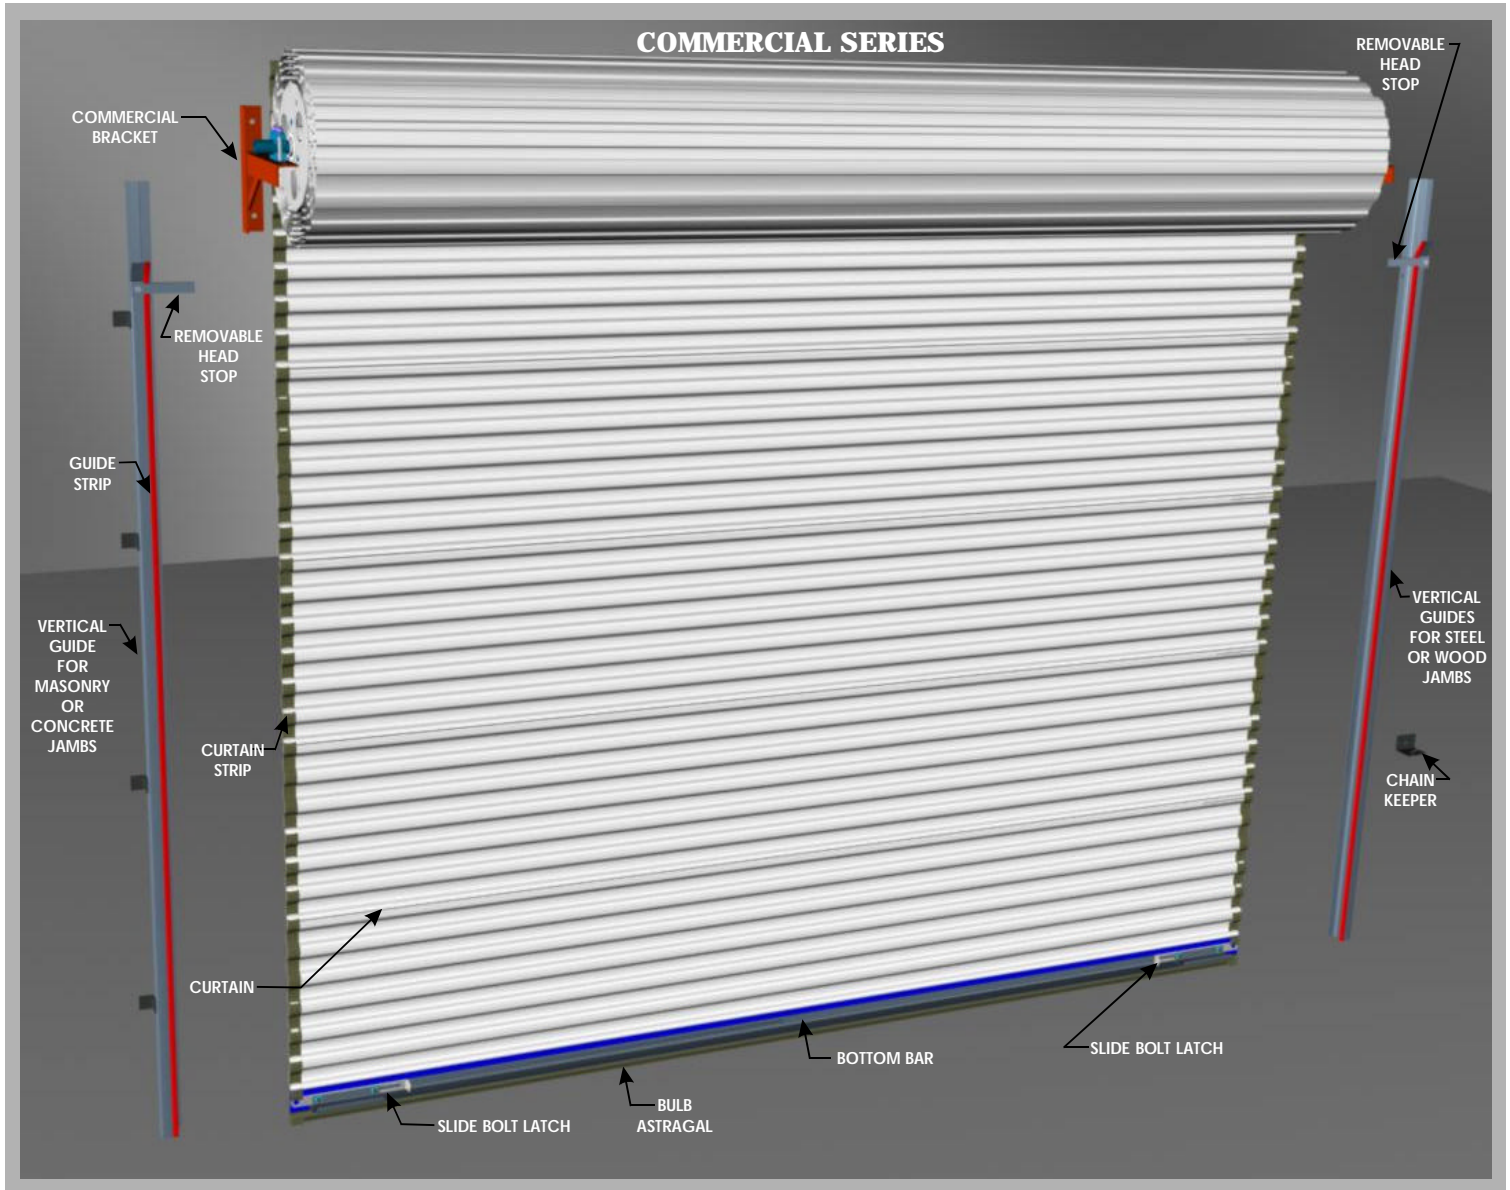 COMMERCIAL SERIES
REMOVABLE
HEAD
STOP
COMMERCIAL
BRACKET
REMOVABLE
HEAD
STOP
GUIDE
STRIP
VERTICAL
GUIDE
FOR
MASONRY
OR
CONCRETE
JAMBS
VERTICAL
GUIDES
FOR STEEL
OR WOOD
JAMBS
CURTAIN
STRIP
CHAIN
KEEPER
CURTAIN
BOTTOM BAR
SLIDE BOLT LATCH
BULB
ASTRAGAL
SLIDE BOLT LATCH